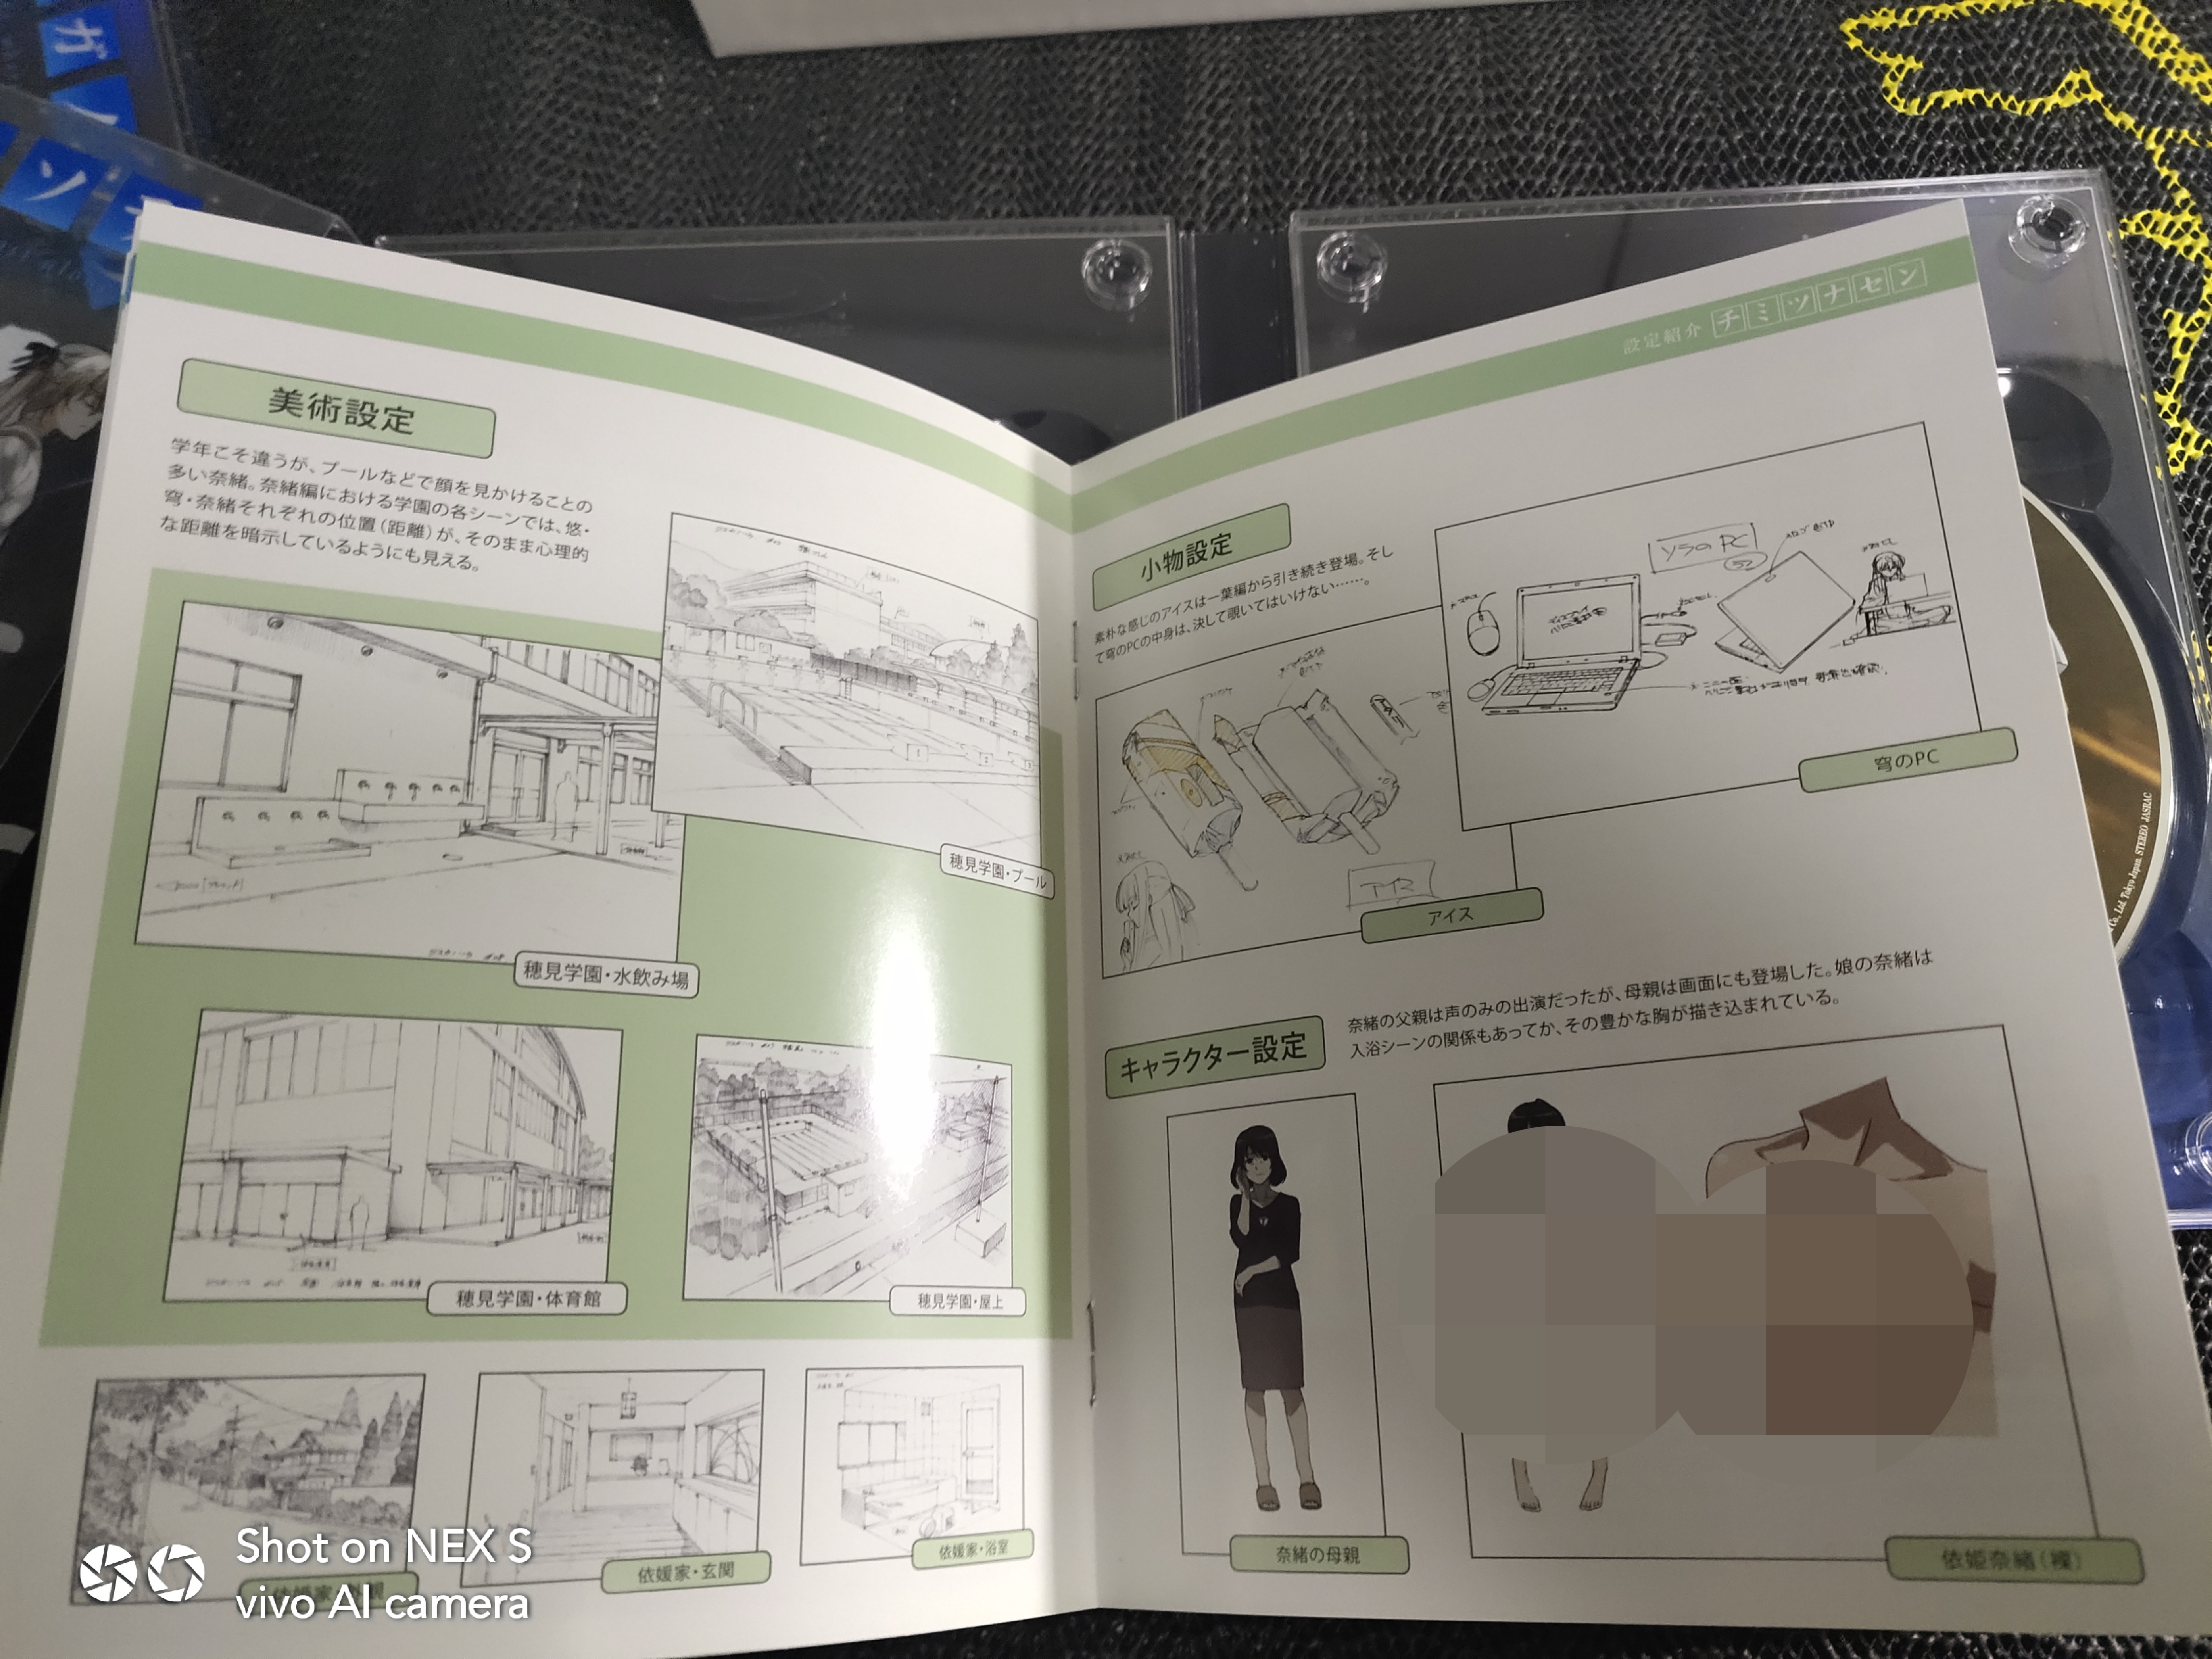 ガ
ソ
美術設定
学年こそ違うが、プールなどで顔を見かけることの
多い奈緒。奈緒編における学園の各シーンでは、悠・
穹・奈緒それぞれの位置(距離)が、そのまま心理的
な距離を暗示しているようにも見える。
穂見学園・プール
穂見学園・水飲み場
穂見学園・体育館
穂見学園・屋上
依媛家・玄関
依媛家・浴室
設定紹介 チミツナセン
小物設定
素朴な感じのアイスは一葉編から引き続き登場。そし
て穹のPCの中身は、決して覗いてはいけない……。
ソラのPC
穹のPC
アイス
キャラクター設定
奈緒の父親は声のみの出演だったが、母親は画面にも登場した。娘の奈緒は
入浴シーンの関係もあってか、その豊かな胸が描き込まれている。
奈緒の母親
依媛奈緒(裸)
Co., Ltd. Tokyo Japan. STEREO JASRAC
Shot on NEX S
vivo AI camera